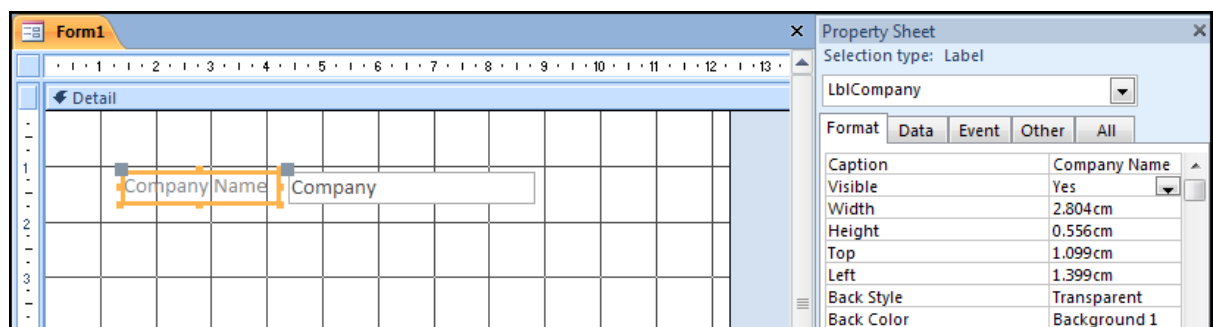 Form1
× Property Sheet ×
Selection type: Label
1 2 3 4 5 6 7 8 9 10 11 12 13
LblCompany
Detail
Format Data Event Other All
1
2
3
Company Name Company
Caption Company Name
Visible Yes
Width 2.804cm
Height 0.556cm
Top 1.099cm
Left 1.399cm
Back Style Transparent
Back Color Background 1